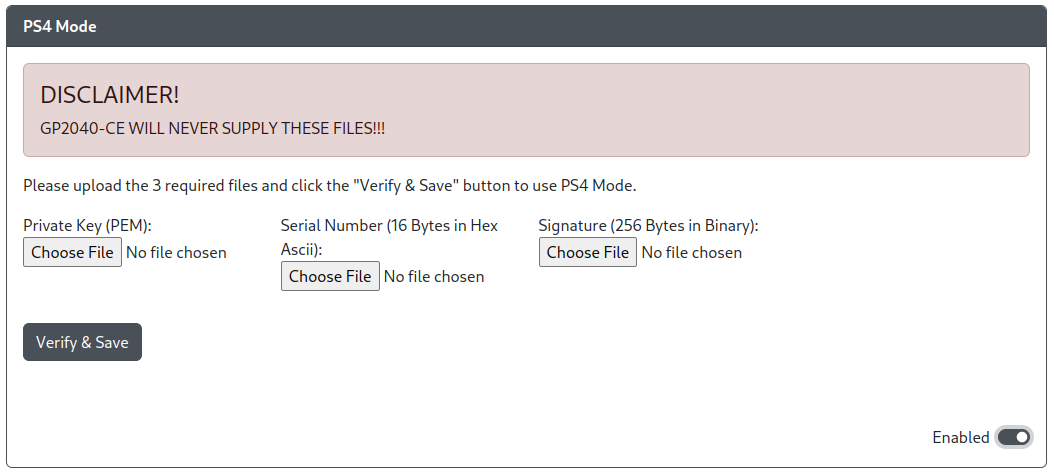 PS4 Mode
DISCLAIMER!
GP2040-CE WILL NEVER SUPPLY THESE FILES!!!
Please upload the 3 required files and click the "Verify & Save" button to use PS4 Mode.
Private Key (PEM):
Choose File No file chosen
Serial Number (16 Bytes in Hex
Ascii):
Choose File No file chosen
Signature (256 Bytes in Binary):
Choose File No file chosen
Verify & Save
Enabled